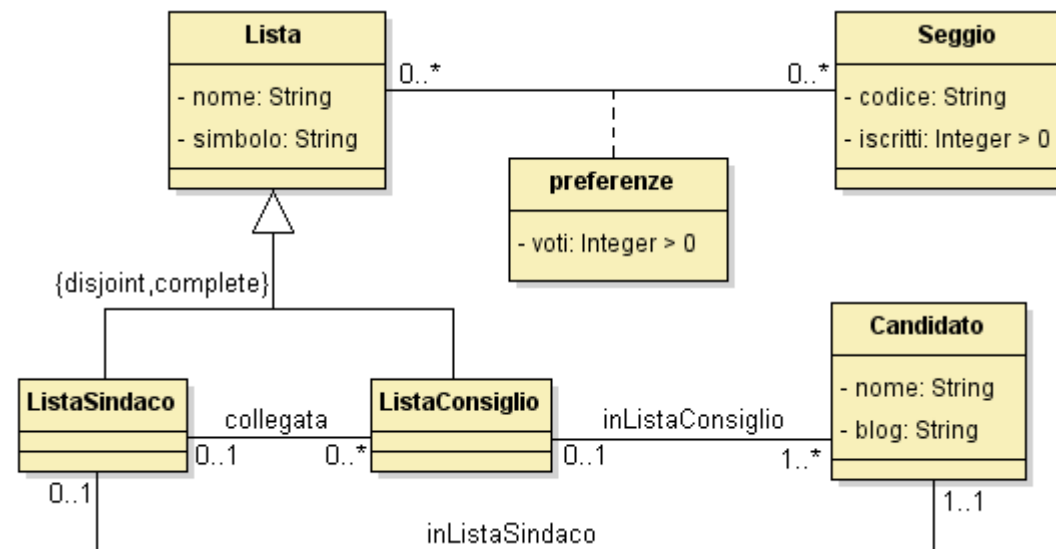 Lista
Seggio
0..*
0..*
- nome: String
- simbolo: String
- codice: String
- iscritti: Integer > 0
preferenze
- voti: Integer > 0
{disjoint,complete}
Candidato
- nome: String
- blog: String
ListaSindaco
ListaConsiglio
collegata
inListaConsiglio
0..1
0..*
0..1
1..*
0..1
1..1
inListaSindaco